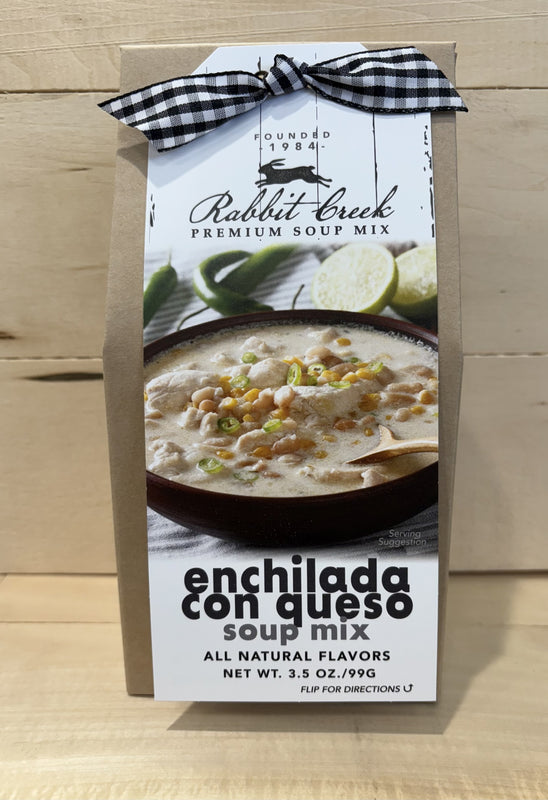 FOUNDED
-1984-
Rabbit Creek
PREMIUM SOUP MIX
Serving
Suggestion
enchilada
con queso
soup mix
ALL NATURAL FLAVORS
NET WT. 3.5 OZ./99G
FLIP FOR DIRECTIONS